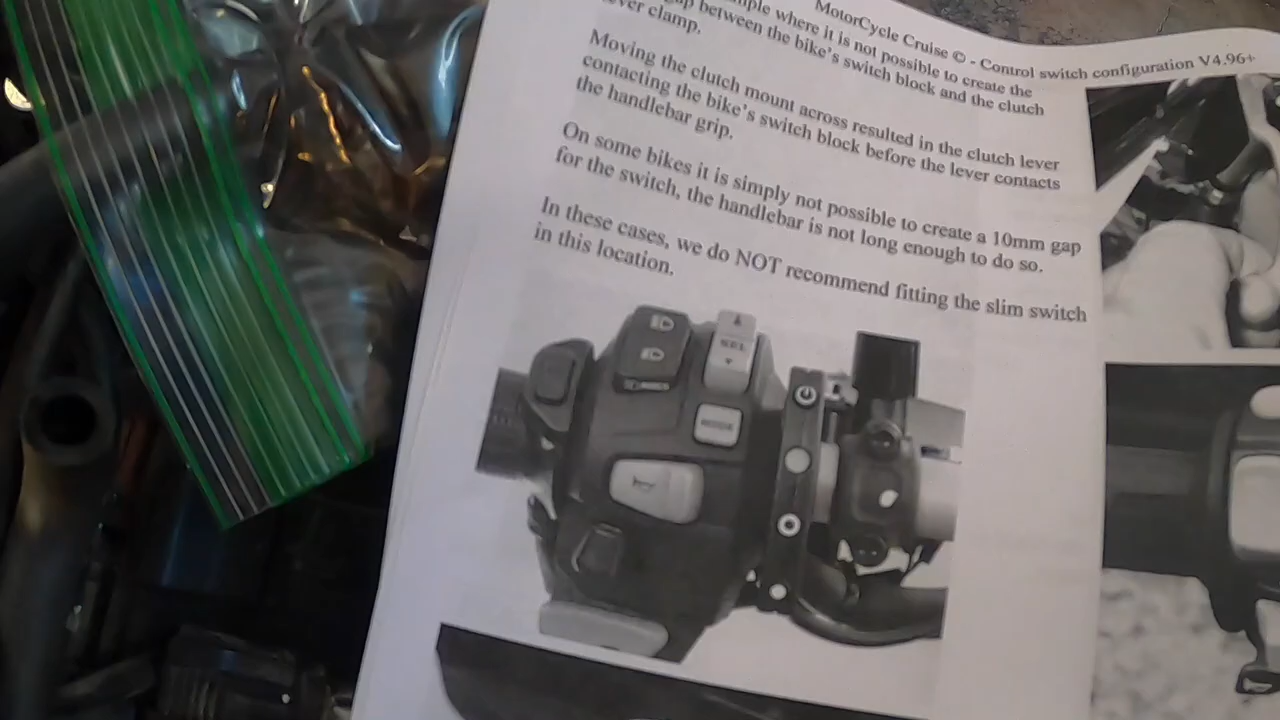 MotorCycle Cruise © - Control switch configuration V4.96+
where it is not possible to create the
between the bike's switch block and the clutch
clamp.
Moving the clutch mount across resulted in the clutch lever
contacting the bike's switch block before the lever contacts
the handlebar grip.
On some bikes it is simply not possible to create a 10mm gap
for the switch, the handlebar is not long enough to do so.
In these cases, we do NOT recommend fitting the slim switch
in this location.
SEL
MODE